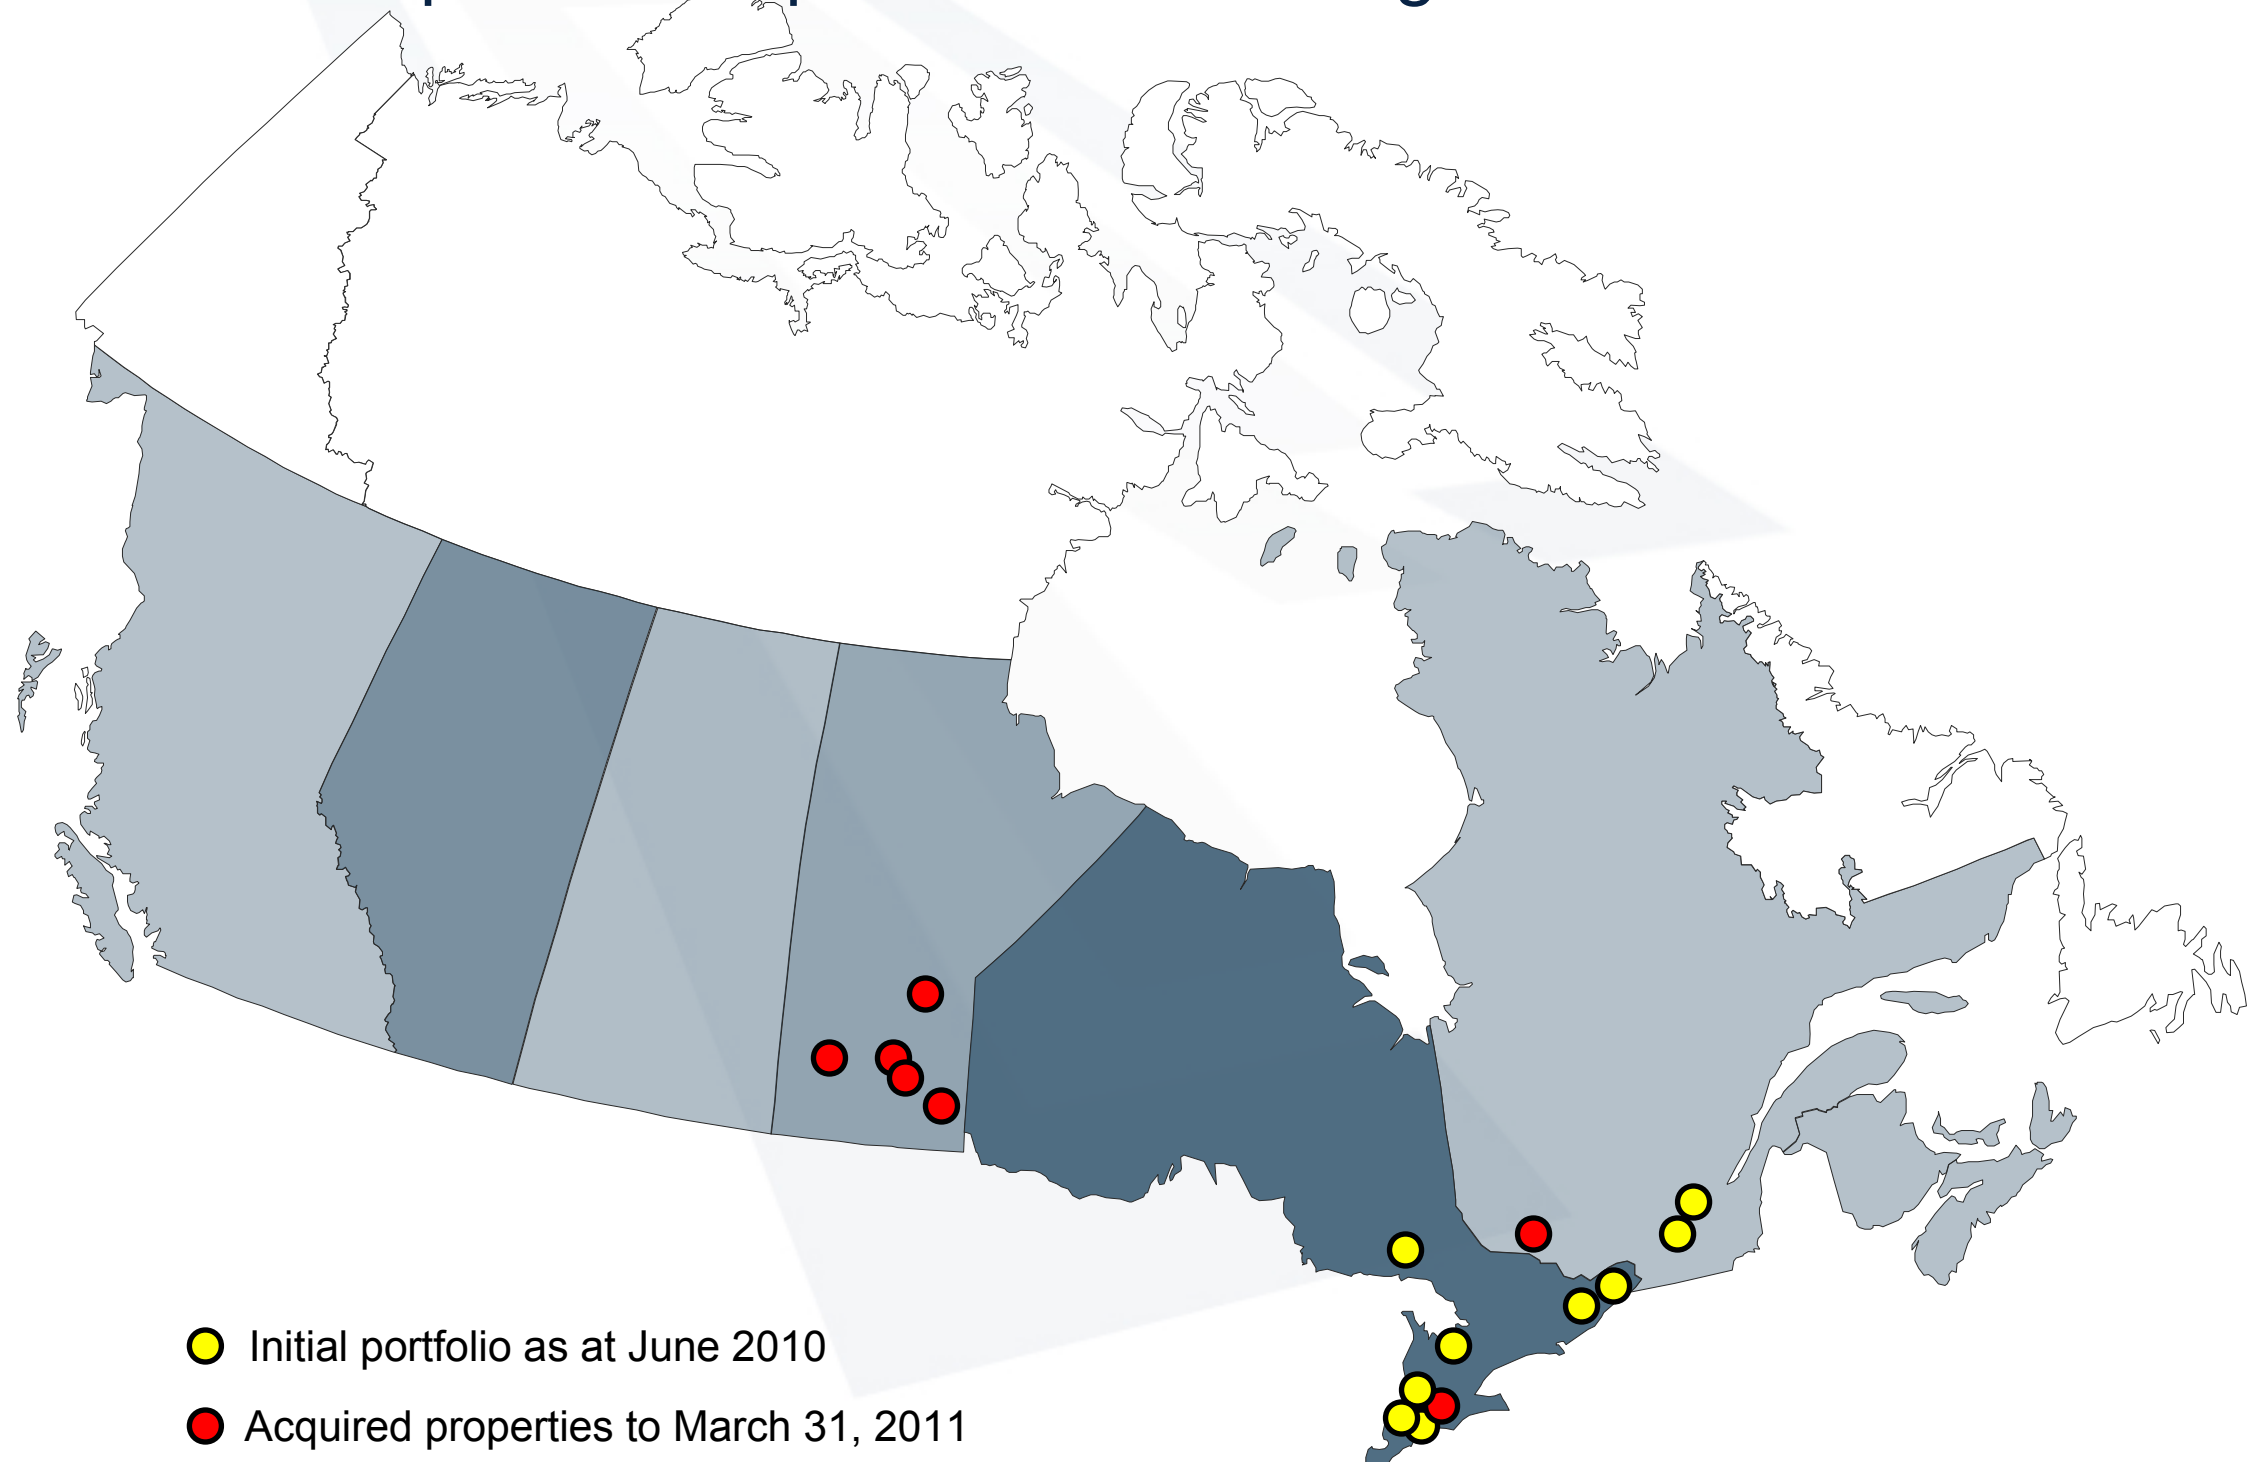 Initial portfolio as at June 2010
Acquired properties to March 31, 2011